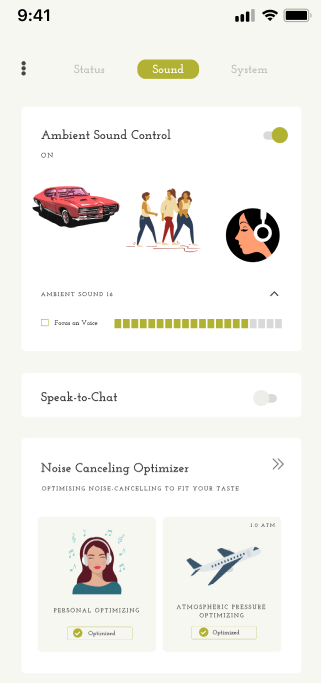 9:41
Status Sound System
Ambient Sound Control
ON
AMBIENT SOUND 16
Focus on Voice
Speak-to-Chat
Noise Canceling Optimizer
OPTIMISING NOISE-CANCELLING TO FIT YOUR TASTE
1.0 ATM
PERSONAL OPTIMIZING
Optimized
ATMOSPHERIC PRESSURE
OPTIMIZING
Optimized